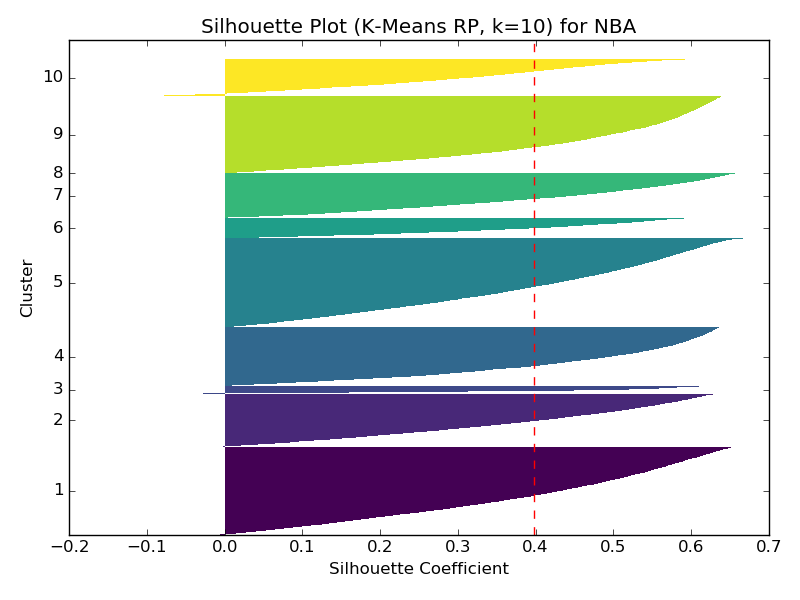 Silhouette Plot (K-Means RP, k=10) for NBA
10
9
8
7
6
5
4
3
2
1
Cluster
−0.2 −0.1 0.0 0.1 0.2 0.3 0.4 0.5 0.6 0.7
Silhouette Coefficient